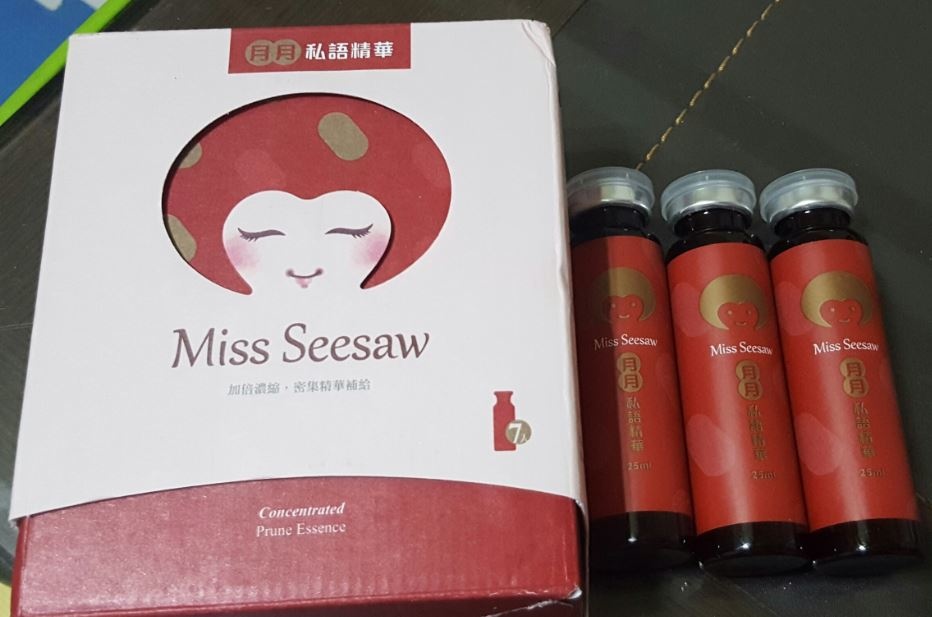 月月私語精華
Miss Seesaw
加倍濃縮，密集精華補給
7入
Concentrated
Prune Essence
Miss Seesaw
月月私語精華
25ml
Miss Seesaw
月月私語精華
25ml
Miss Seesaw
月月私語精華
25ml